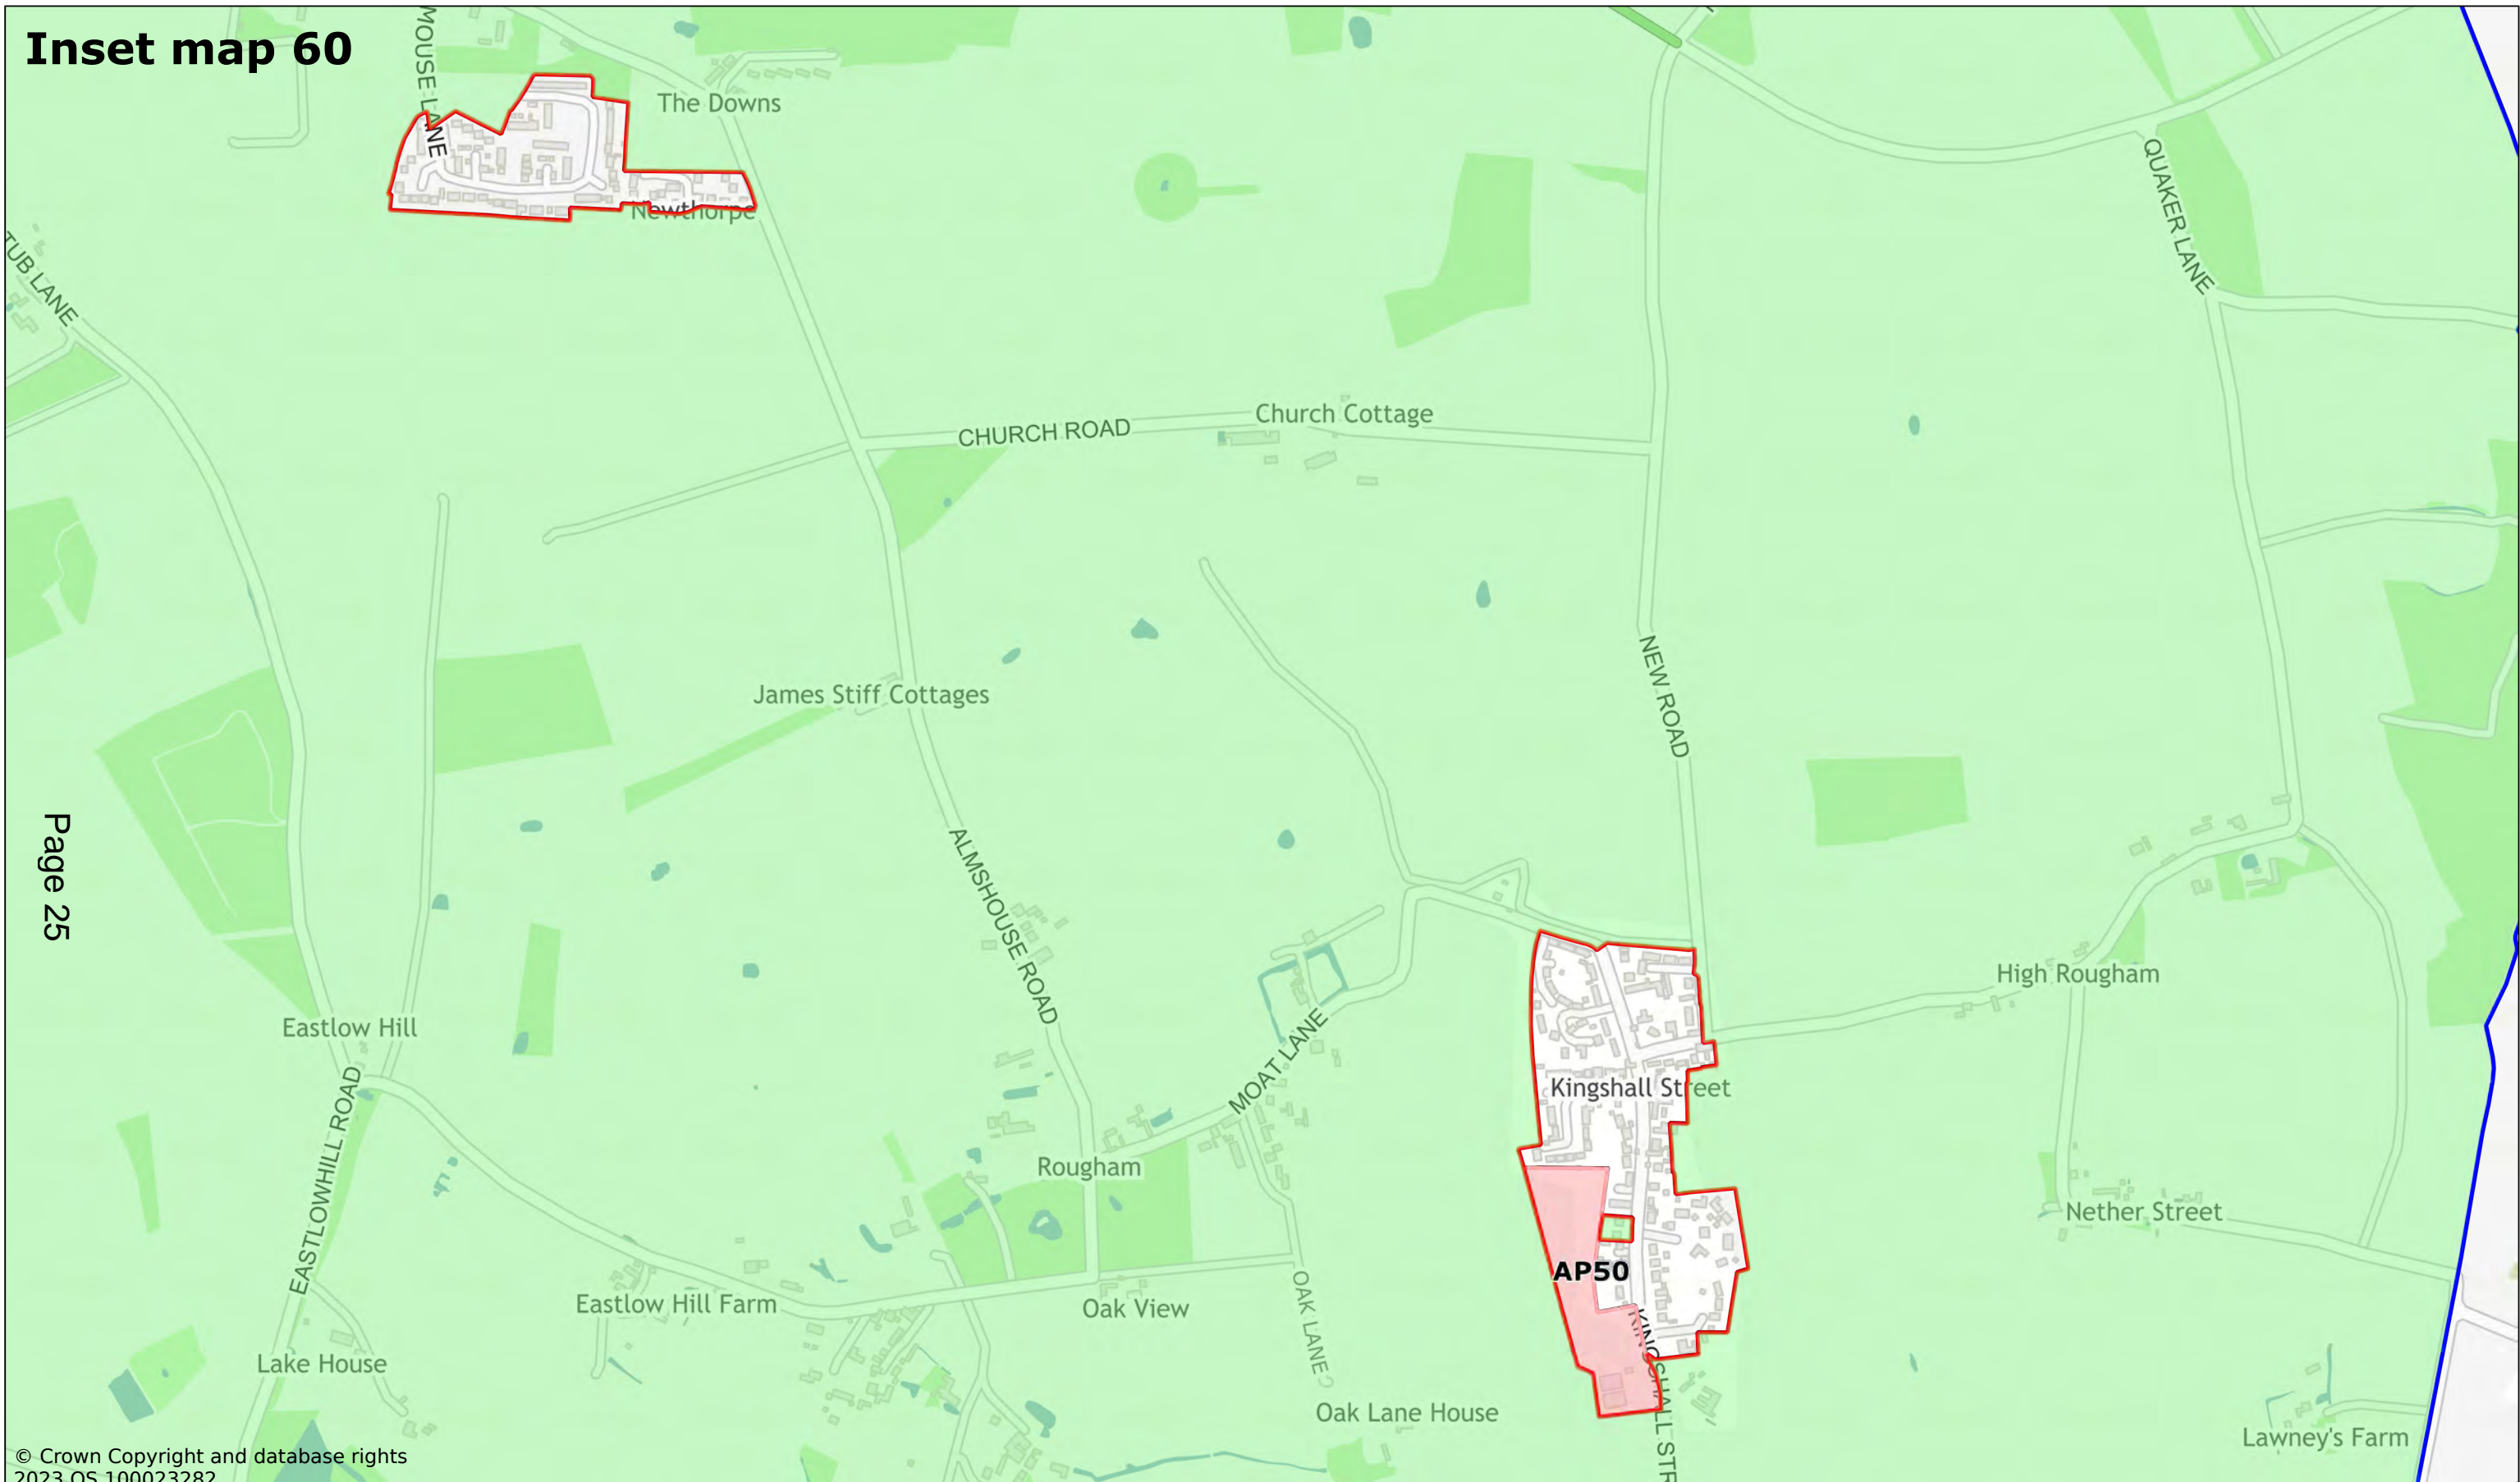 Inset map 60
MOUSE LANE
The Downs
Newthorpe
QUAKER LANE
TUB LANE
CHURCH ROAD
Church Cottage
NEW ROAD
James Stiff Cottages
Page 25
ALMSHOUSE ROAD
High Rougham
Eastlow Hill
MOAT LANE
Kingshall Street
EASTLOWHILL ROAD
Rougham
Nether Street
AP50
Eastlow Hill Farm
Oak View
OAK LANE
KINGSHALL STR
Lake House
Oak Lane House
Lawney's Farm
© Crown Copyright and database rights
2023 OS 100023282